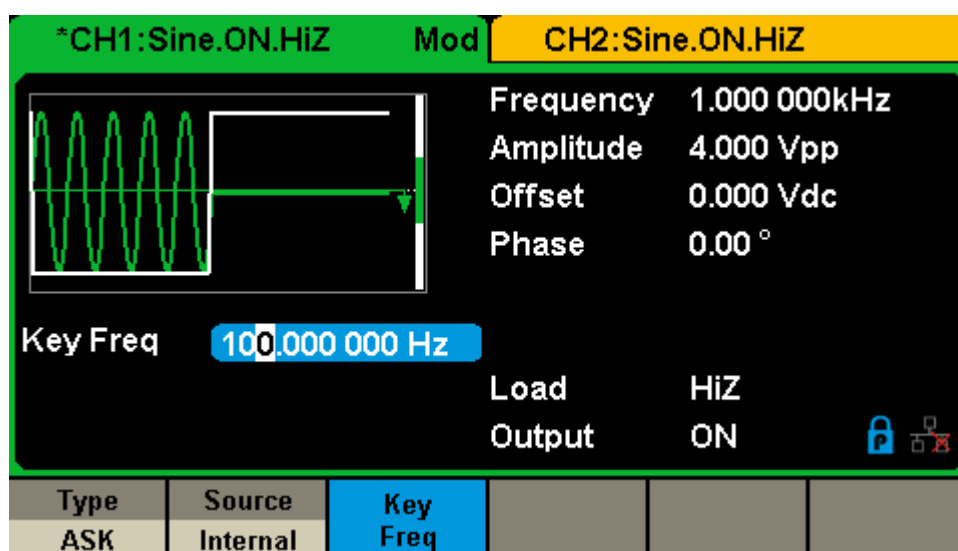 *CH1:Sine.ON.HiZ Mod CH2:Sine.ON.HiZ
Frequency 1.000 000kHz
Amplitude 4.000 Vpp
Offset 0.000 Vdc
Phase 0.00 °
Key Freq 100.000 000 Hz
Load HiZ
Output ON P
Type Source Key
ASK Internal Freq